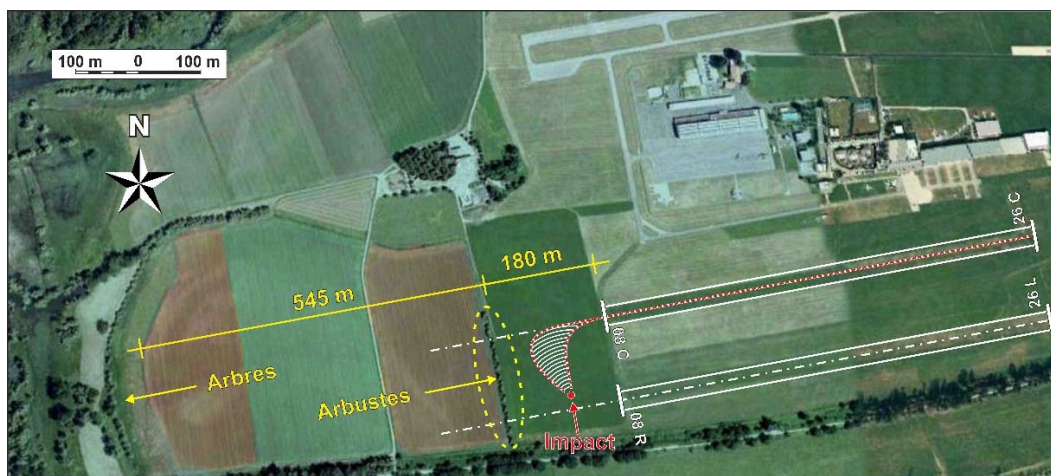 100 m 0 100 m
N
180 m
545 m
26 C
26 L
08 C
08 R
Arbres
Arbustes
Impact